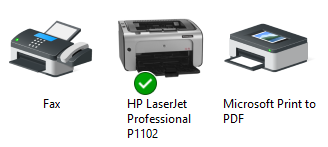 Fax
HP LaserJet
Professional
P1102
Microsoft Print to
PDF